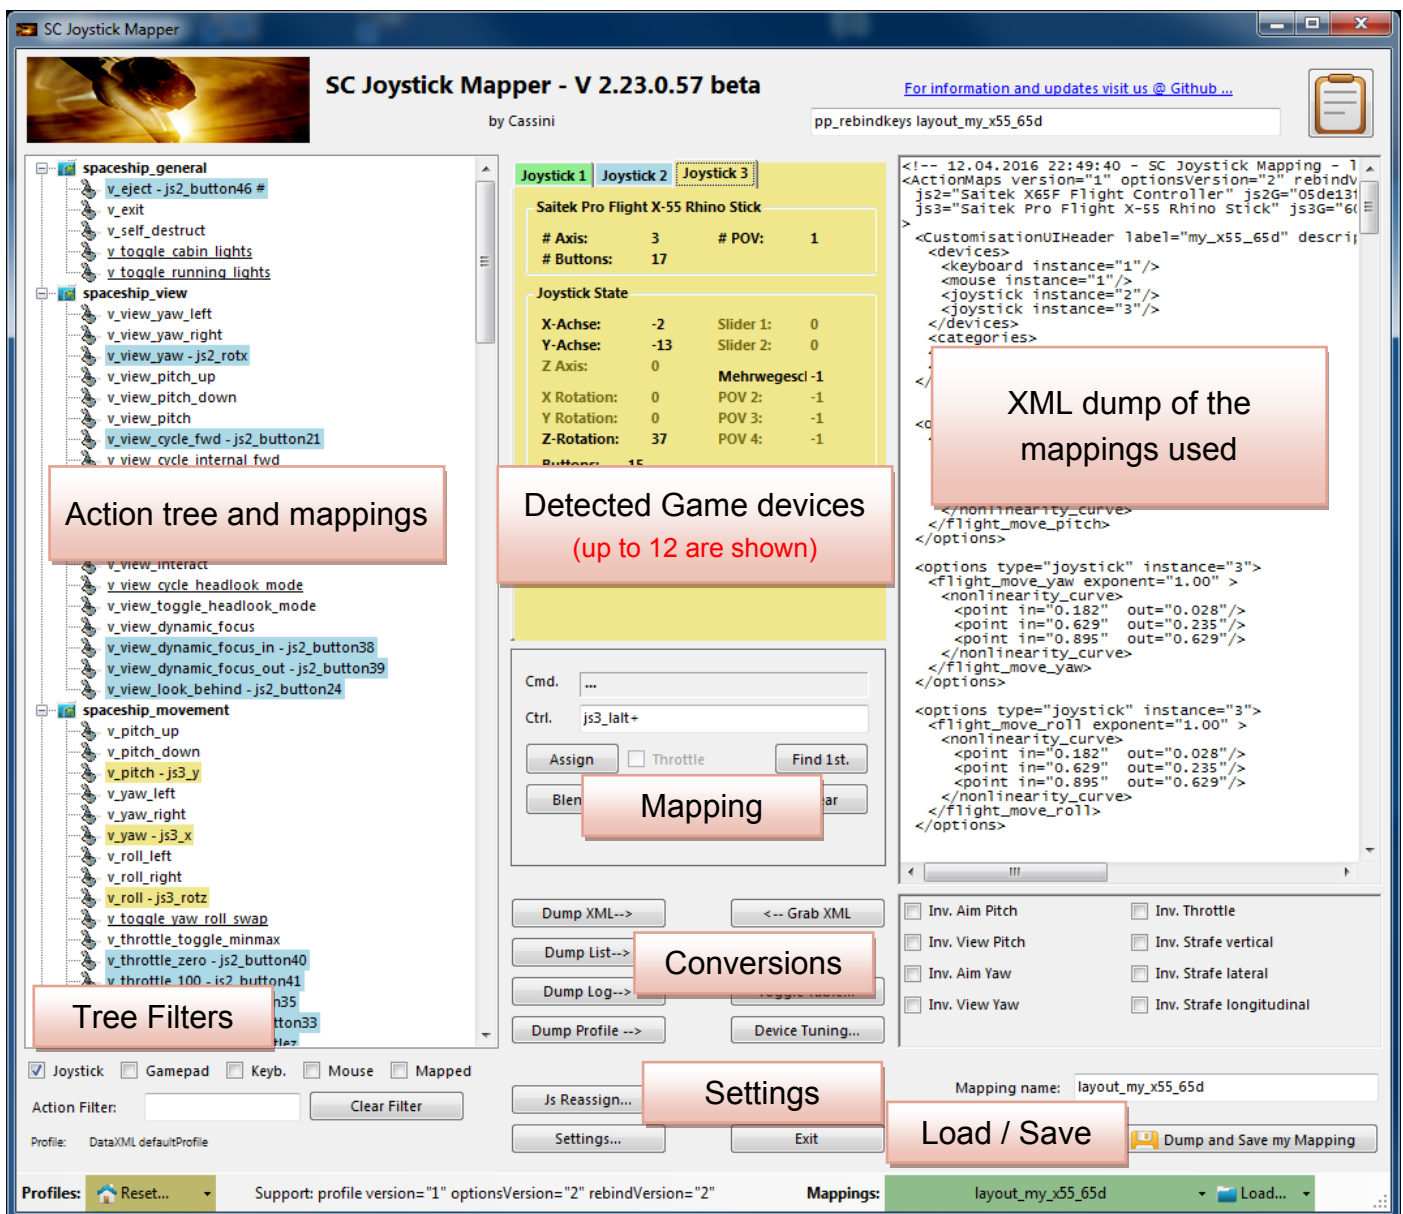 SC Joystick Mapper
SC Joystick Mapper - V 2.23.0.57 beta
by Cassini
For information and updates visit us @ Github ...
pp_rebindkeys layout_my_x55_65d
spaceship_general
v_eject - js2_button46 #
v_exit
v_self_destruct
v_toggle_cabin_lights
v_toggle_running_lights
spaceship_view
v_view_yaw_left
v_view_yaw_right
v_view_yaw - js2_rotx
v_view_pitch_up
v_view_pitch_down
v_view_pitch
v_view_cycle_fwd - js2_button21
v_view_cycle_internal_fwd
Action tree and mappings
v_view_interact
v_view_cycle_headlook_mode
v_view_toggle_headlook_mode
v_view_dynamic_focus
v_view_dynamic_focus_in - js2_button38
v_view_dynamic_focus_out - js2_button39
v_view_look_behind - js2_button24
spaceship_movement
v_pitch_up
v_pitch_down
v_pitch - js3_y
v_yaw_left
v_yaw_right
v_yaw - js3_x
v_roll_left
v_roll_right
v_roll - js3_rotz
v_toggle_yaw_roll_swap
v_throttle_toggle_minmax
v_throttle_zero - js2_button40
v_throttle_100 - js2_button41
Tree Filters
Joystick Gamepad Keyb. Mouse Mapped
Action Filter: Clear Filter
Profile: DataXML defaultProfile
Joystick 1 Joystick 2 Joystick 3
Saitek Pro Flight X-55 Rhino Stick
# Axis: 3 # POV: 1
# Buttons: 17
Joystick State
X-Achse: -2 Slider 1: 0
Y-Achse: -13 Slider 2: 0
Z Axis: 0
Mehrwegescl -1
X Rotation: 0 POV 2: -1
Y Rotation: 0 POV 3: -1
Z-Rotation: 37 POV 4: -1
Buttons: 15
Detected Game devices
(up to 12 are shown)
Cmd. ...
Ctrl. js3_lalt+
Assign Throttle Find 1st.
Mapping
Dump XML--> <-- Grab XML
Dump List-->
Conversions
Dump Log-->
Dump Profile --> Device Tuning...
Js Reassign...
Settings
Settings... Exit
<!-- 12.04.2016 22:49:40 - SC Joystick Mapping - l
<ActionMaps version="1" optionsVersion="2" rebindV
js2="Saitek X65F Flight Controller" js2G="05de13f
js3="Saitek Pro Flight X-55 Rhino Stick" js3G="6(
>
<CustomisationUIHeader label="my_x55_65d" descrip
<devices>
<keyboard instance="1"/>
<mouse instance="1"/>
<joystick instance="2"/>
<joystick instance="3"/>
</devices>
<categories>
XML dump of the
mappings used
</nonlinearity_curve>
</flight_move_pitch>
</options>
<options type="joystick" instance="3">
<flight_move_yaw exponent="1.00" >
<nonlinearity_curve>
<point in="0.182" out="0.028"/>
<point in="0.629" out="0.235"/>
<point in="0.895" out="0.629"/>
</nonlinearity_curve>
</flight_move_yaw>
</options>
<options type="joystick" instance="3">
<flight_move_roll exponent="1.00" >
<nonlinearity_curve>
<point in="0.182" out="0.028"/>
<point in="0.629" out="0.235"/>
<point in="0.895" out="0.629"/>
</nonlinearity_curve>
</flight_move_roll>
</options>
Inv. Aim Pitch Inv. Throttle
Inv. View Pitch Inv. Strafe vertical
Inv. Aim Yaw Inv. Strafe lateral
Inv. View Yaw Inv. Strafe longitudinal
Mapping name: layout_my_x55_65d
Load / Save
Dump and Save my Mapping
Profiles: Reset... Support: profile version="1" optionsVersion="2" rebindVersion="2" Mappings: layout_my_x55_65d Load...